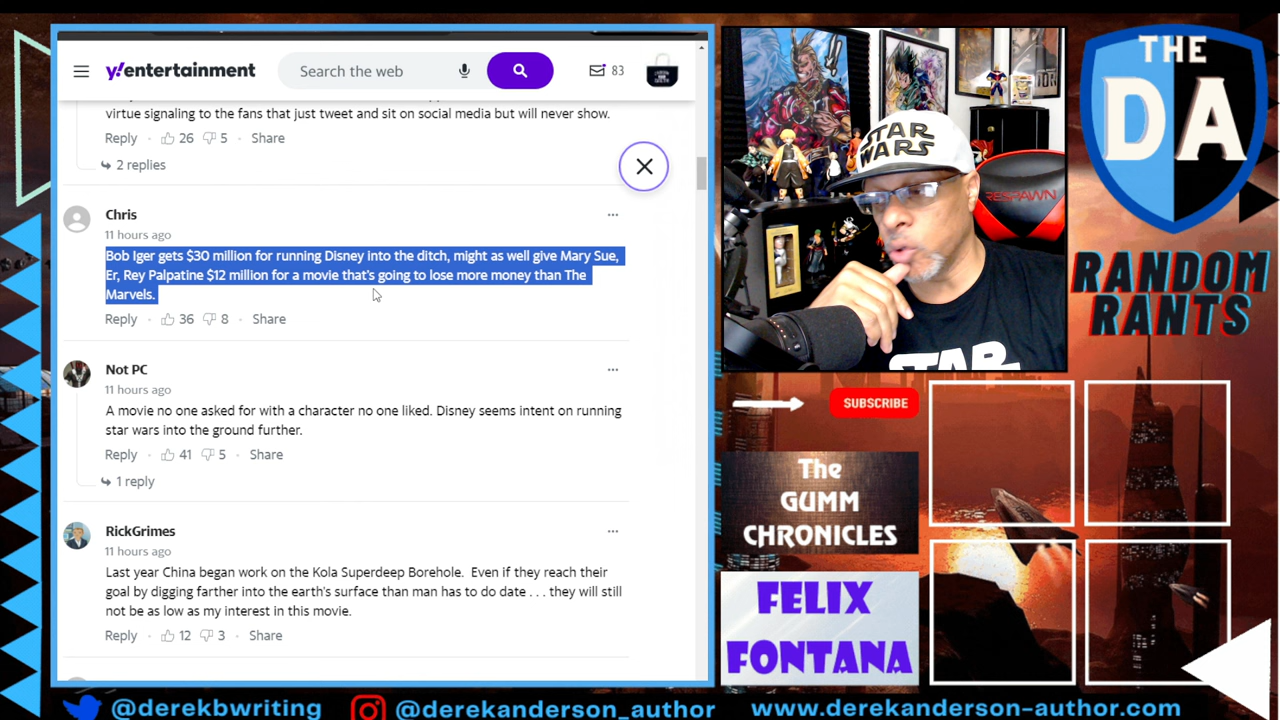 y!entertainment
Search the web
83
virtue signaling to the fans that just tweet and sit on social media but will never show.
Reply · 26 5 · Share
2 replies
Chris
11 hours ago
Bob Iger gets $30 million for running Disney into the ditch, might as well give Mary Sue,
Er, Rey Palpatine $12 million for a movie that's going to lose more money than The
Marvels.
Reply · 36 8 · Share
Not PC
11 hours ago
A movie no one asked for with a character no one liked. Disney seems intent on running
star wars into the ground further.
Reply · 41 5 · Share
1 reply
RickGrimes
11 hours ago
Last year China began work on the Kola Superdeep Borehole. Even if they reach their
goal by digging farther into the earth's surface than man has to do date . . . they will still
not be as low as my interest in this movie.
Reply · 12 3 · Share
STAR
WARS
RESPAWN
STAR
THE
DA
RANDOM
RANTS
SUBSCRIBE
The
GUMM
CHRONICLES
FELIX
FONTANA
@derekbwriting
@derekanderson_author
www.derekanderson-author.com